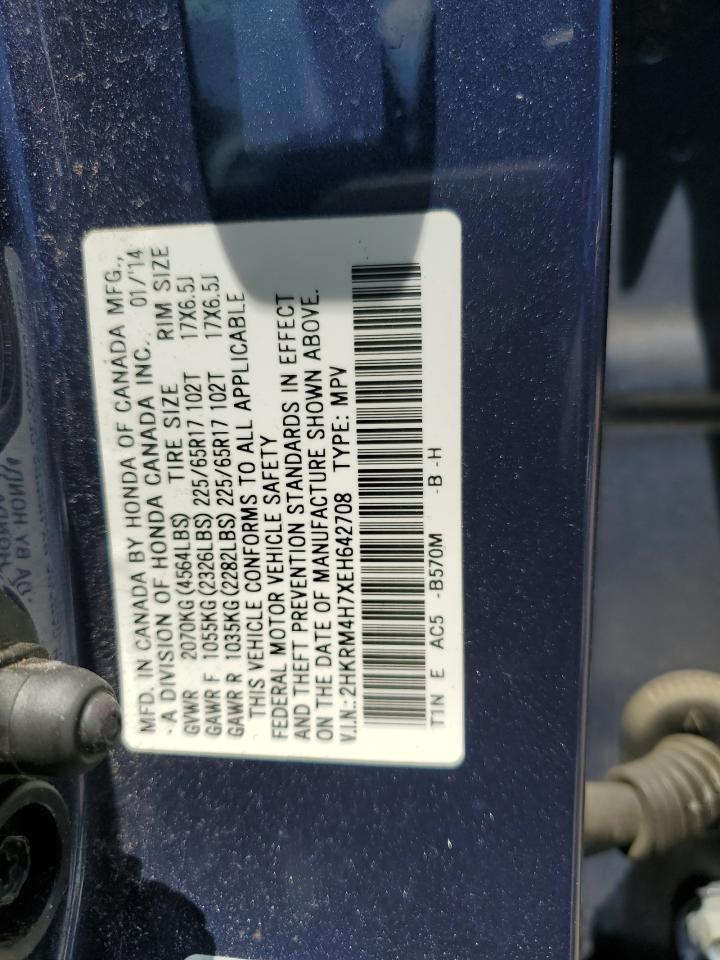 MFD. IN CANADA BY HONDA OF CANADA MFG.,
-A DIVISION OF HONDA CANADA INC. 01/'14
GVWR 2070KG(4564LBS) TIRE SIZE RIM SIZE
GAWR F 1055KG(2326LBS) 225/65R17 102T 17X6.5J
GAWR R 1035KG(2282LBS) 225/65R17 102T 17X6.5J
THIS VEHICLE CONFORMS TO ALL APPLICABLE
FEDERAL MOTOR VEHICLE SAFETY
AND THEFT PREVENTION STANDARDS IN EFFECT
ON THE DATE OF MANUFACTURE SHOWN ABOVE.
V.I.N.:2HKRM4H7XEH642708 TYPE: MPV
T1N E AC5 -B570M -B -H